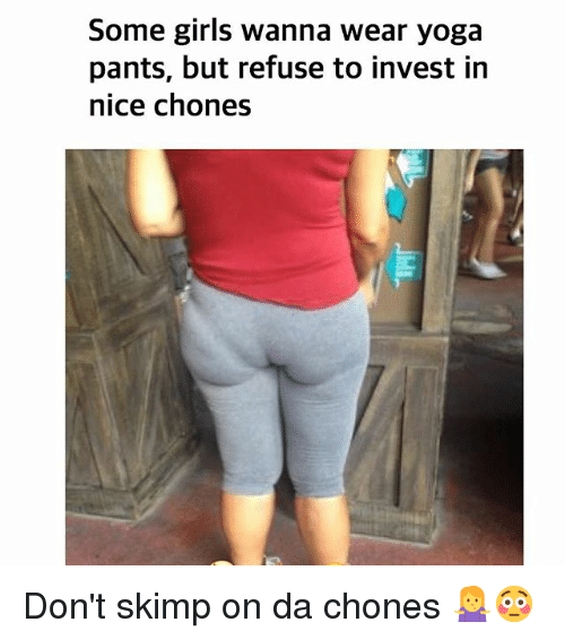 Some girls wanna wear yoga
pants, but refuse to invest in
nice chones
Don't skimp on da chones 🤷‍♀️😳